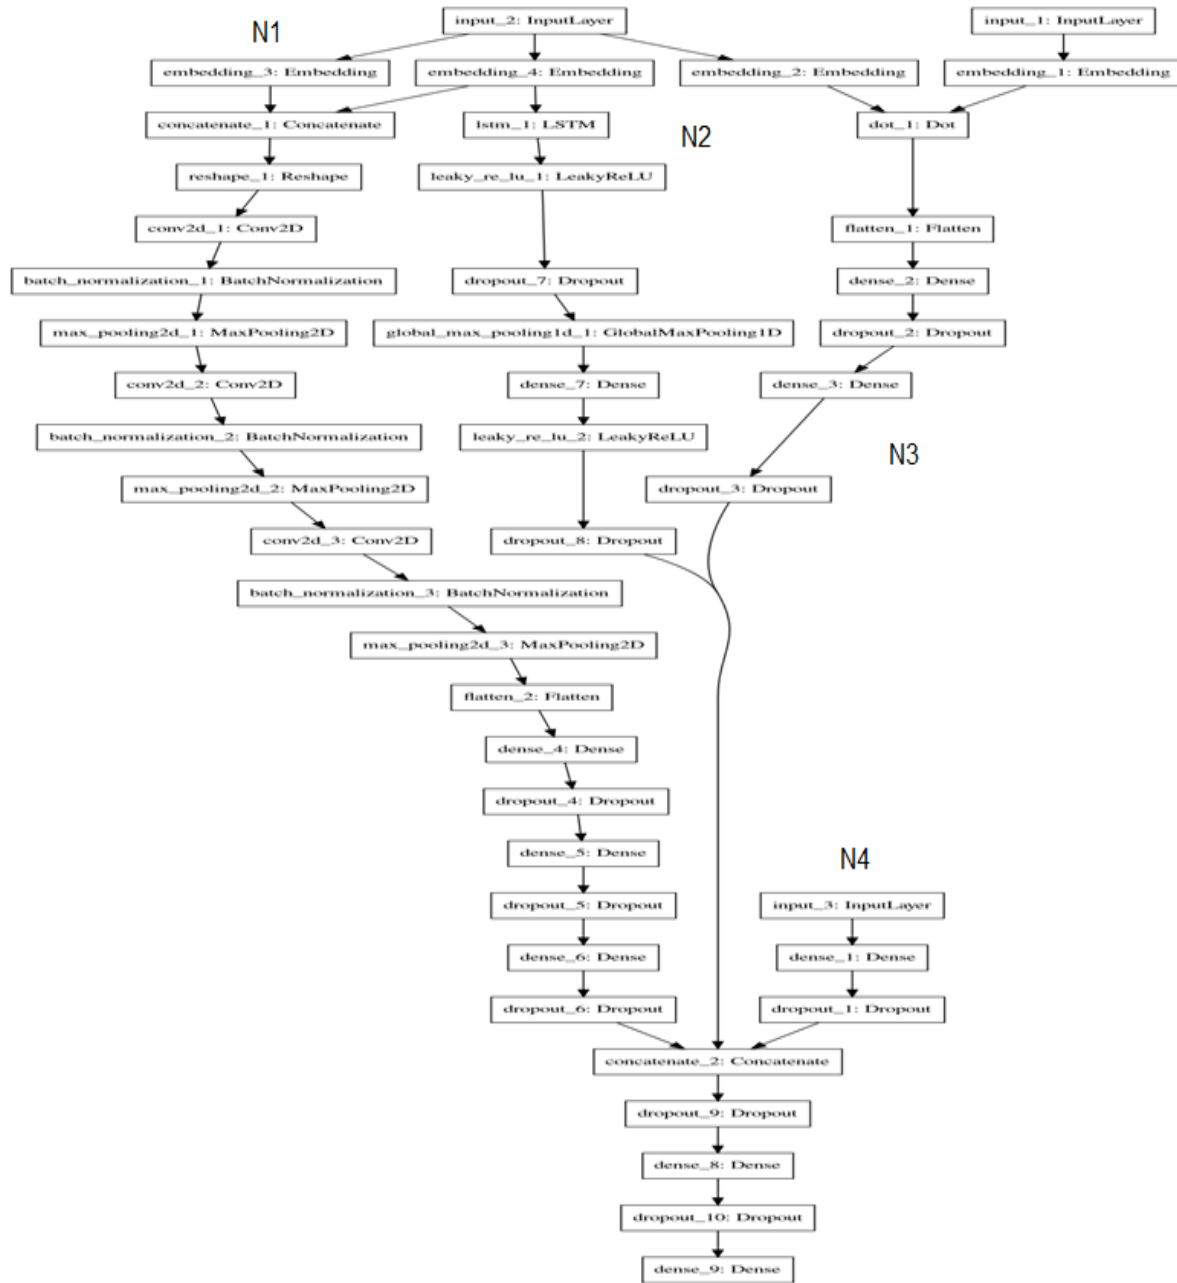 N1
input_2: InputLayer
input_1: InputLayer
embedding_3: Embedding
embedding_4: Embedding
embedding_2: Embedding
embedding_1: Embedding
concatenate_1: Concatenate
lstm_1: LSTM
N2
dot_1: Dot
reshape_1: Reshape
leaky_re_lu_1: LeakyReLU
conv2d_1: Conv2D
flatten_1: Flatten
batch_normalization_1: BatchNormalization
dropout_7: Dropout
dense_2: Dense
max_pooling2d_1: MaxPooling2D
global_max_pooling1d_1: GlobalMaxPooling1D
dropout_2: Dropout
conv2d_2: Conv2D
dense_7: Dense
dense_3: Dense
batch_normalization_2: BatchNormalization
leaky_re_lu_2: LeakyReLU
N3
max_pooling2d_2: MaxPooling2D
dropout_3: Dropout
conv2d_3: Conv2D
dropout_8: Dropout
batch_normalization_3: BatchNormalization
max_pooling2d_3: MaxPooling2D
flatten_2: Flatten
dense_4: Dense
dropout_4: Dropout
dense_5: Dense
N4
dropout_5: Dropout
input_3: InputLayer
dense_6: Dense
dense_1: Dense
dropout_6: Dropout
dropout_1: Dropout
concatenate_2: Concatenate
dropout_9: Dropout
dense_8: Dense
dropout_10: Dropout
dense_9: Dense